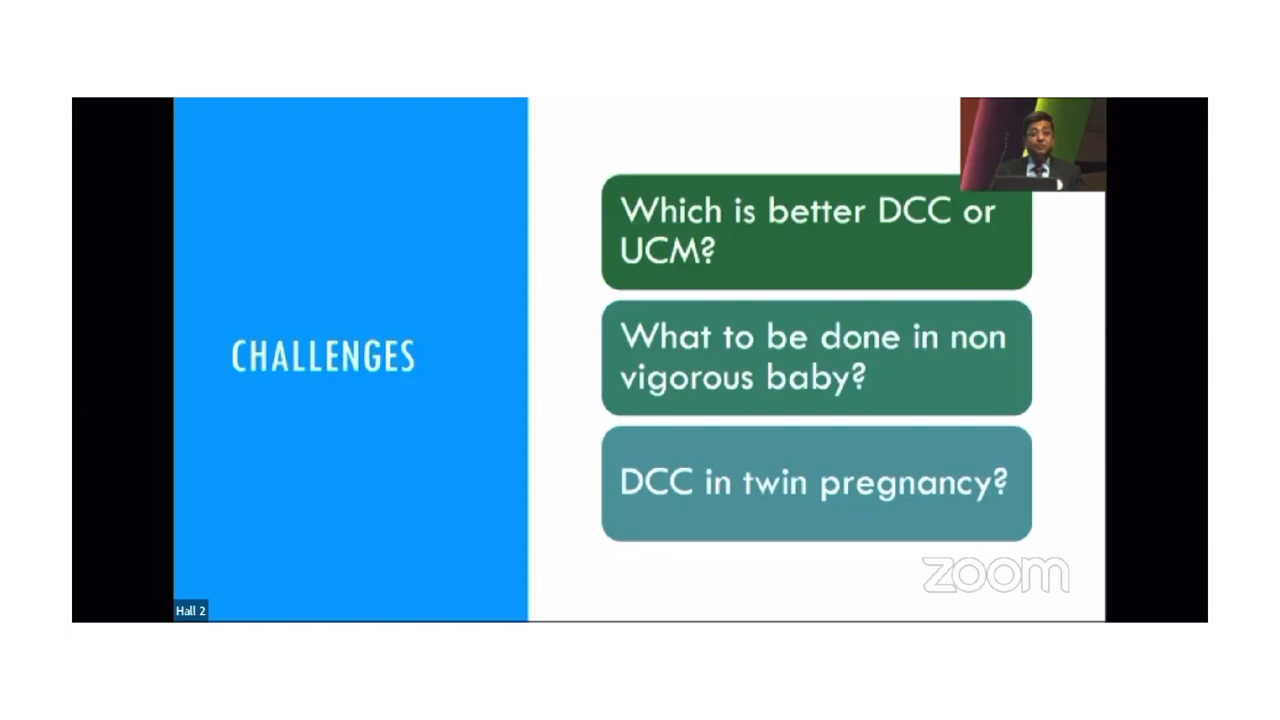 CHALLENGES
Which is better DCC or
UCM?
What to be done in non
vigorous baby?
DCC in twin pregnancy?
zoom
Hall 2